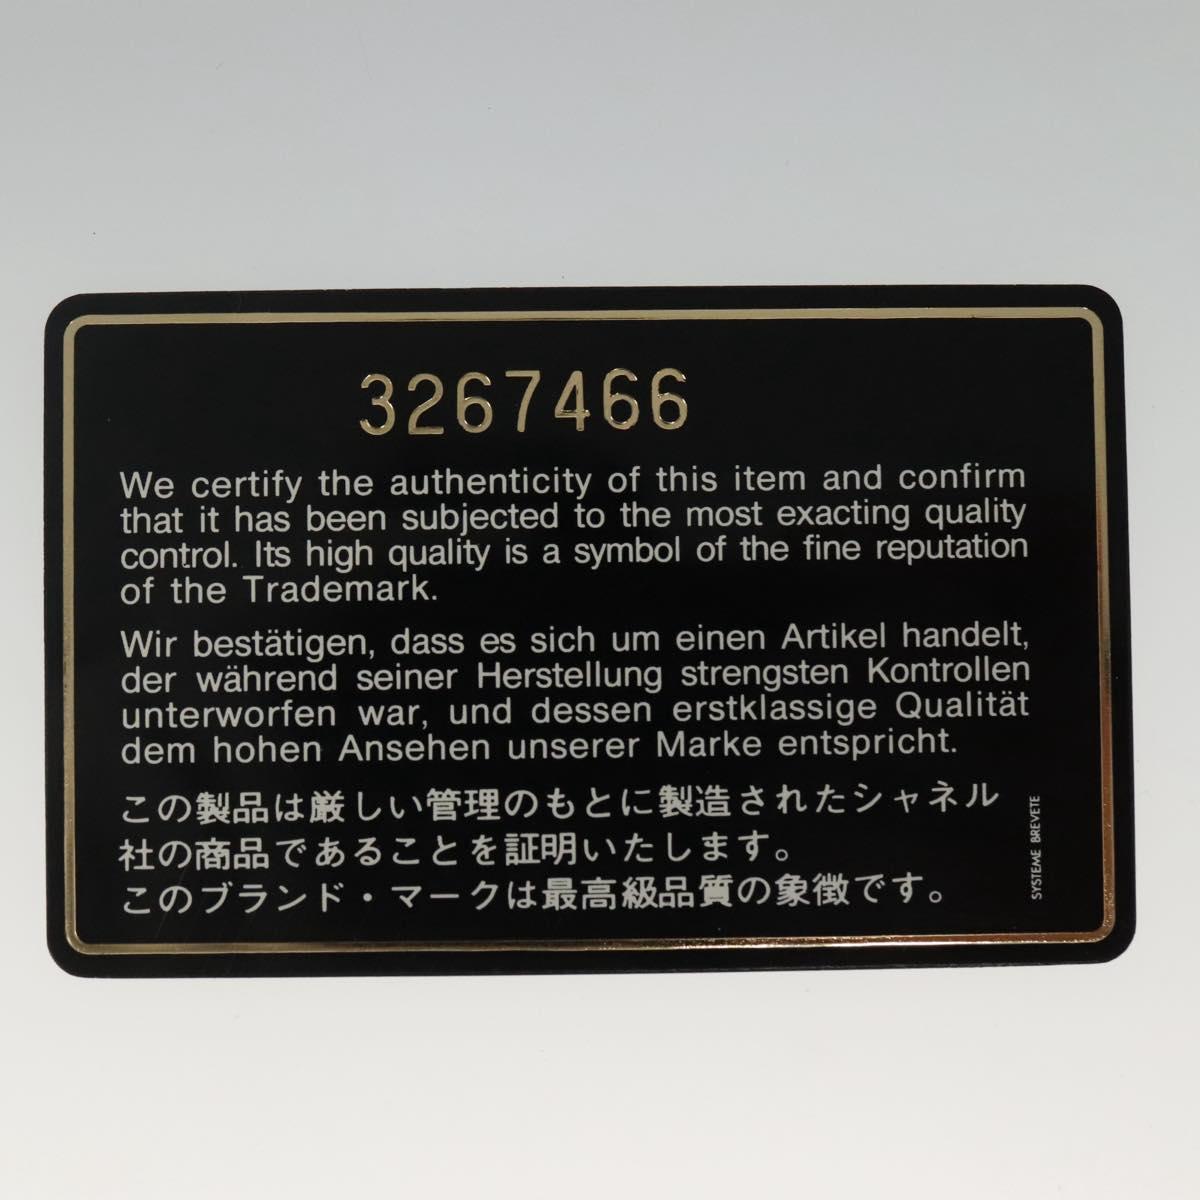 3267466
We certify the authenticity of this item and confirm
that it has been subjected to the most exacting quality
control. Its high quality is a symbol of the fine reputation
of the Trademark.
Wir bestätigen, dass es sich um einen Artikel handelt,
der während seiner Herstellung strengsten Kontrollen
unterworfen war, und dessen erstklassige Qualität
dem hohen Ansehen unserer Marke entspricht.
この製品は厳しい管理のもとに製造されたシャネル
社の商品であることを証明いたします。
このブランド・マークは最高級品質の象徴です。
SYSTEME BREVETE